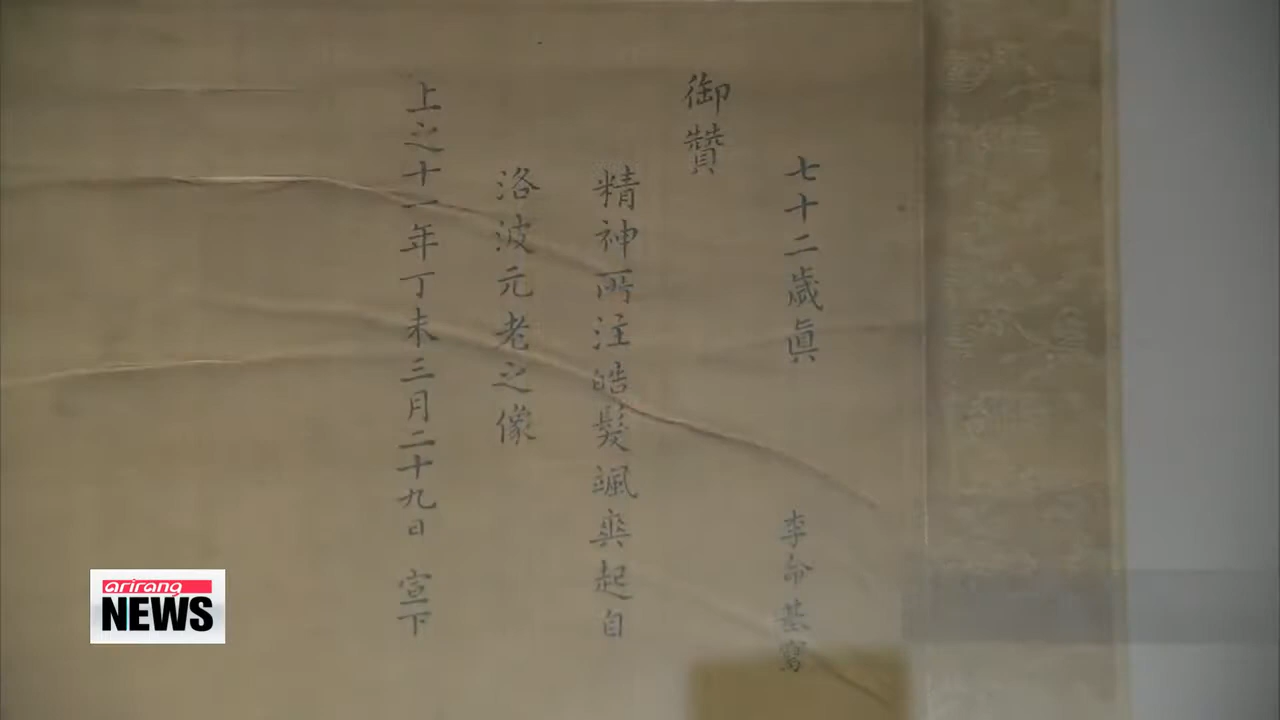 七十二歲眞 李命基寫
御贊
精神所注皓髮颯爽起自
洛波元老之像
上之十一年丁未三月二十九日 宣下
arirang
NEWS